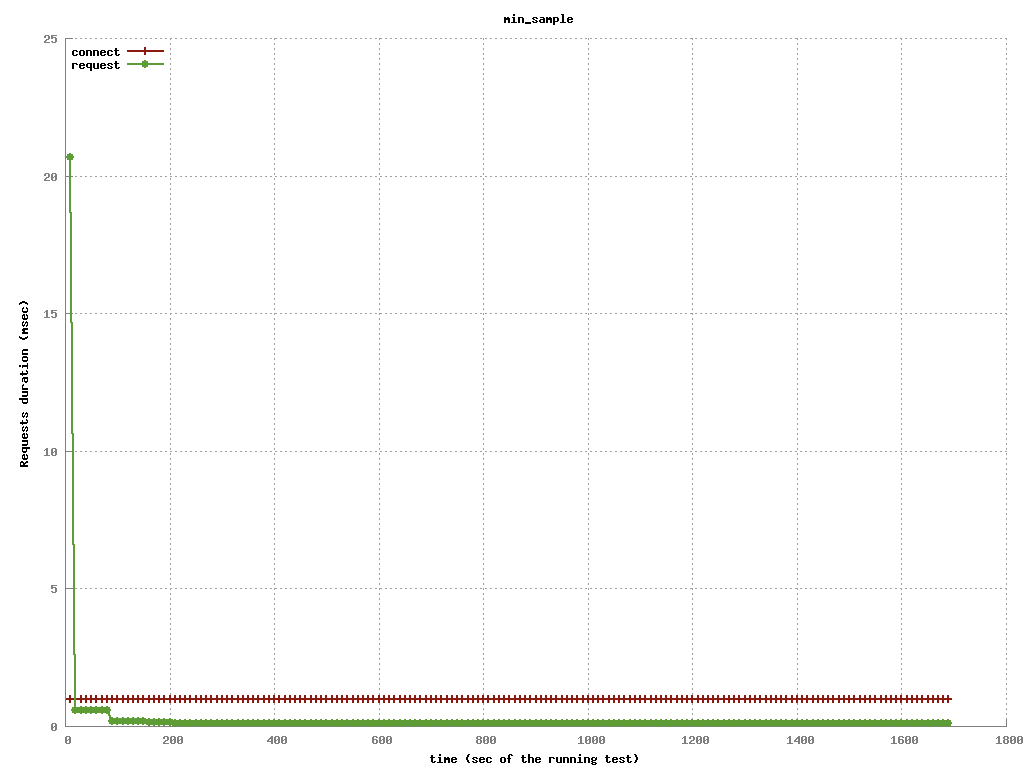 min_sample
25
connect
request
20
15
10
5
0
Requests duration (msec)
0 200 400 600 800 1000 1200 1400 1600 1800
time (sec of the running test)